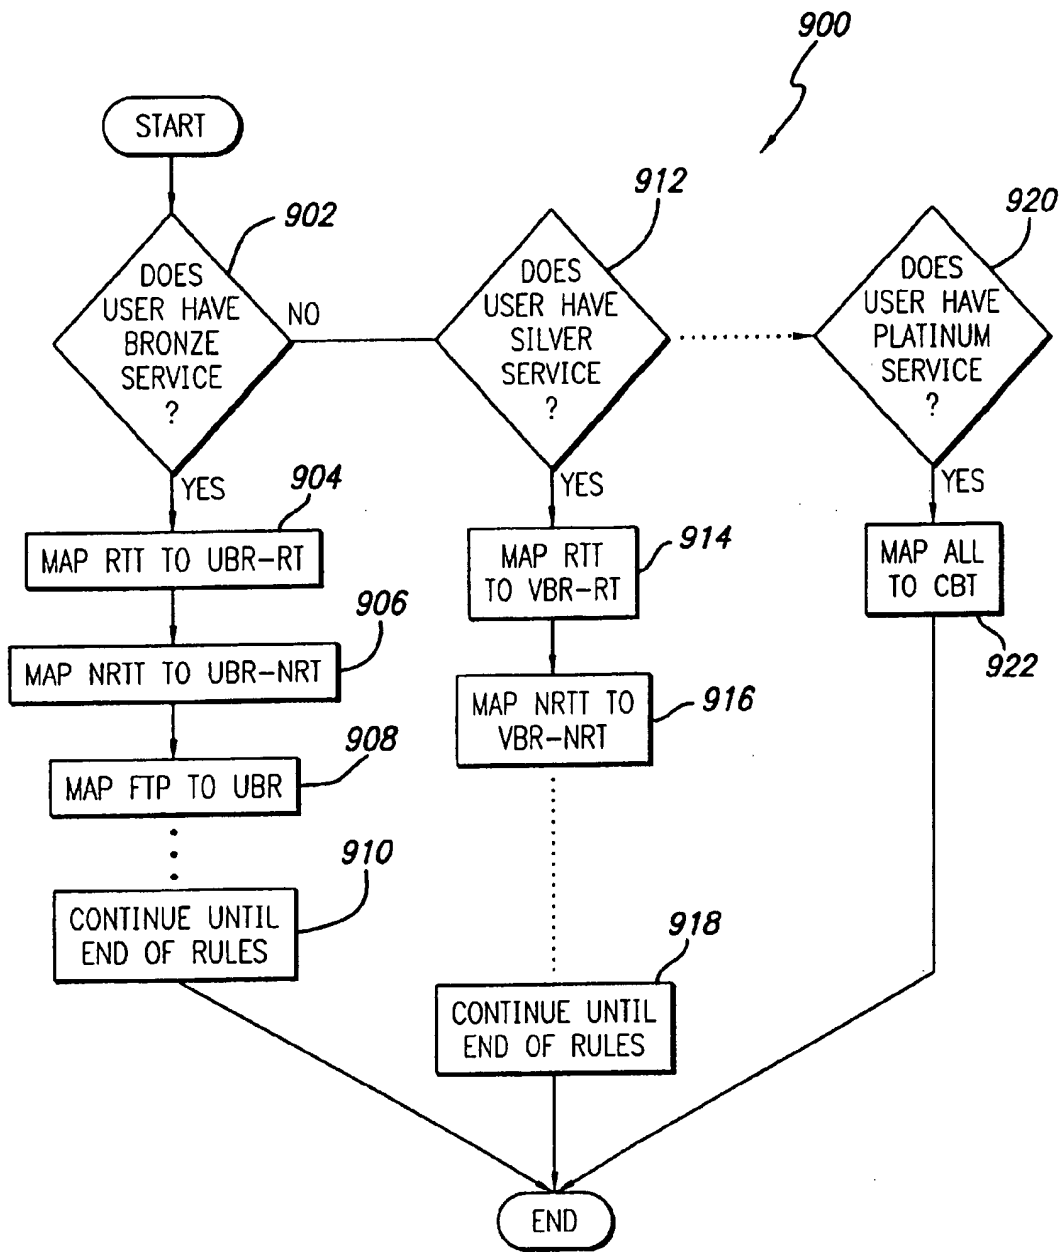 900
START
902
DOES
USER HAVE
BRONZE
SERVICE
?
NO
YES
904
MAP RTT TO UBR-RT
906
MAP NRTT TO UBR-NRT
908
MAP FTP TO UBR
910
CONTINUE UNTIL
END OF RULES
912
DOES
USER HAVE
SILVER
SERVICE
?
YES
914
MAP RTT
TO VBR-RT
916
MAP NRTT TO
VBR-NRT
918
CONTINUE UNTIL
END OF RULES
920
DOES
USER HAVE
PLATINUM
SERVICE
?
YES
MAP ALL
TO CBT
922
END